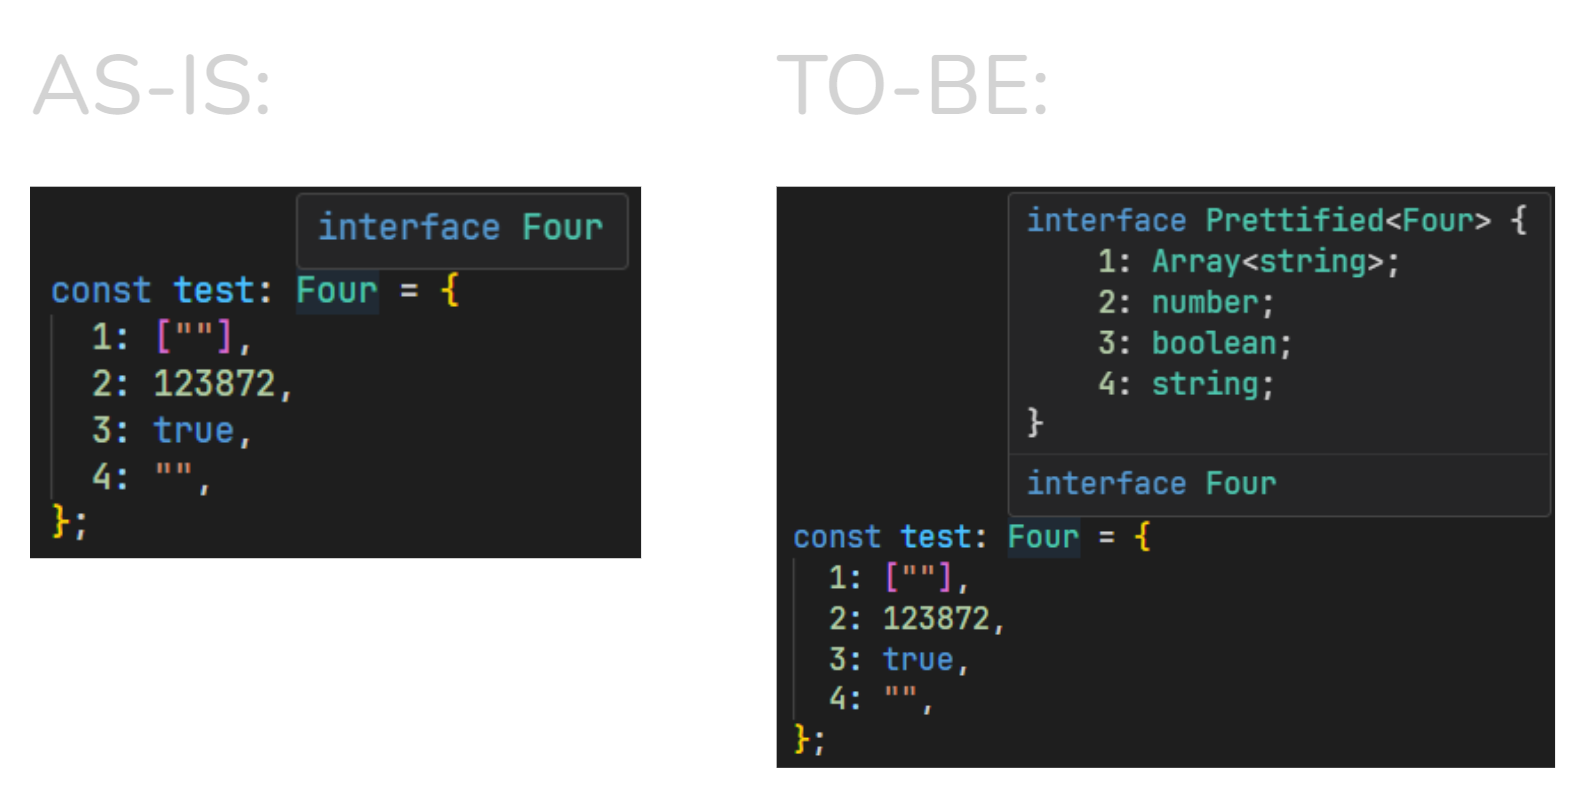 AS-IS:
interface Four
const test: Four = {
1: [""],
2: 123872,
3: true,
4: "",
};
TO-BE:
interface Prettified<Four> {
1: Array<string>;
2: number;
3: boolean;
4: string;
}
interface Four
const test: Four = {
1: [""],
2: 123872,
3: true,
4: "",
};